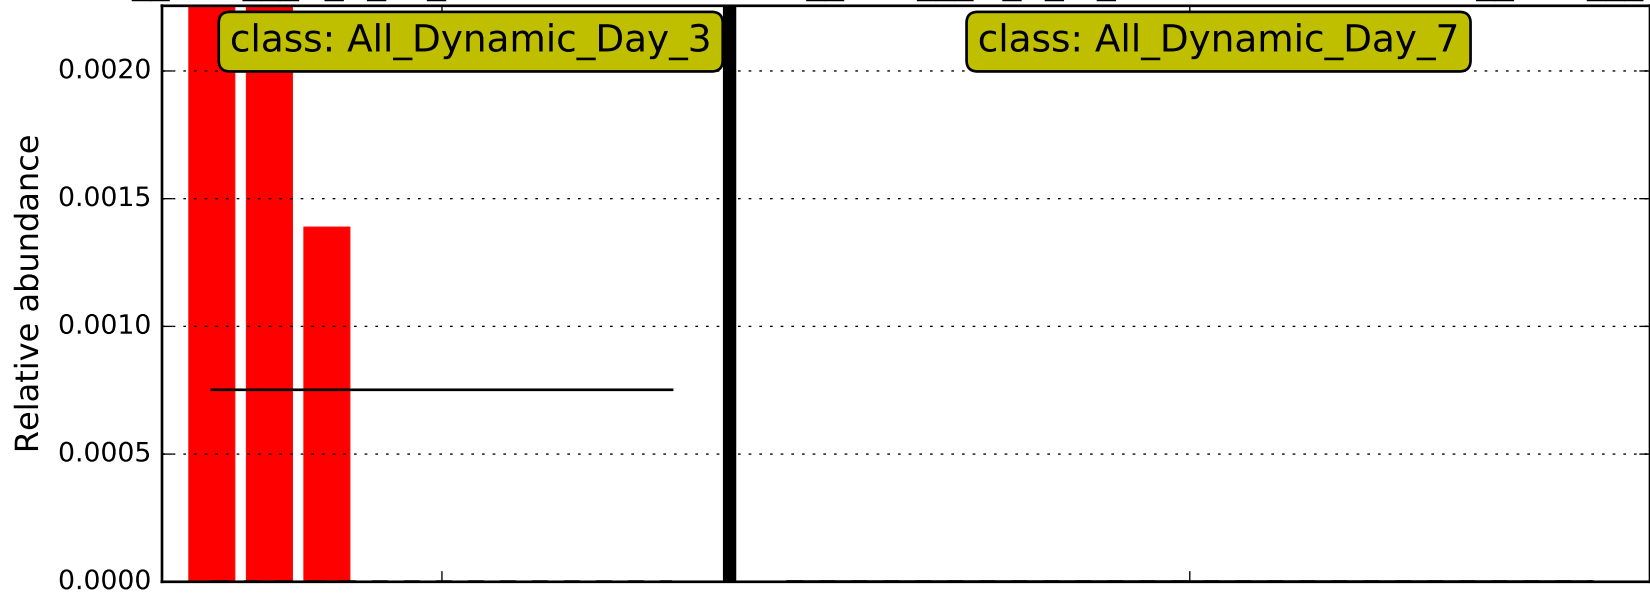 class: All_Dynamic_Day_3
class: All_Dynamic_Day_7
0.0020
0.0015
0.0010
0.0005
0.0000
Relative abundance